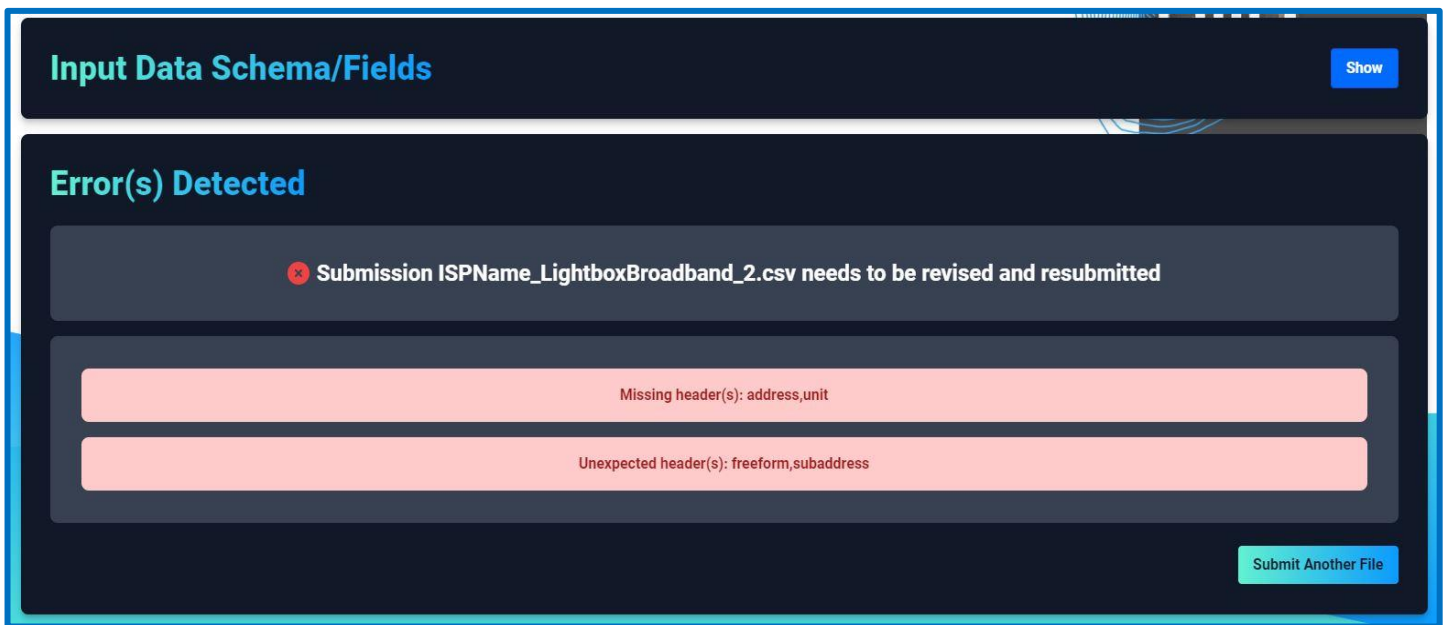 Input Data Schema/Fields
Show
Error(s) Detected
Submission ISPName_LightboxBroadband_2.csv needs to be revised and resubmitted
Missing header(s): address,unit
Unexpected header(s): freeform,subaddress
Submit Another File